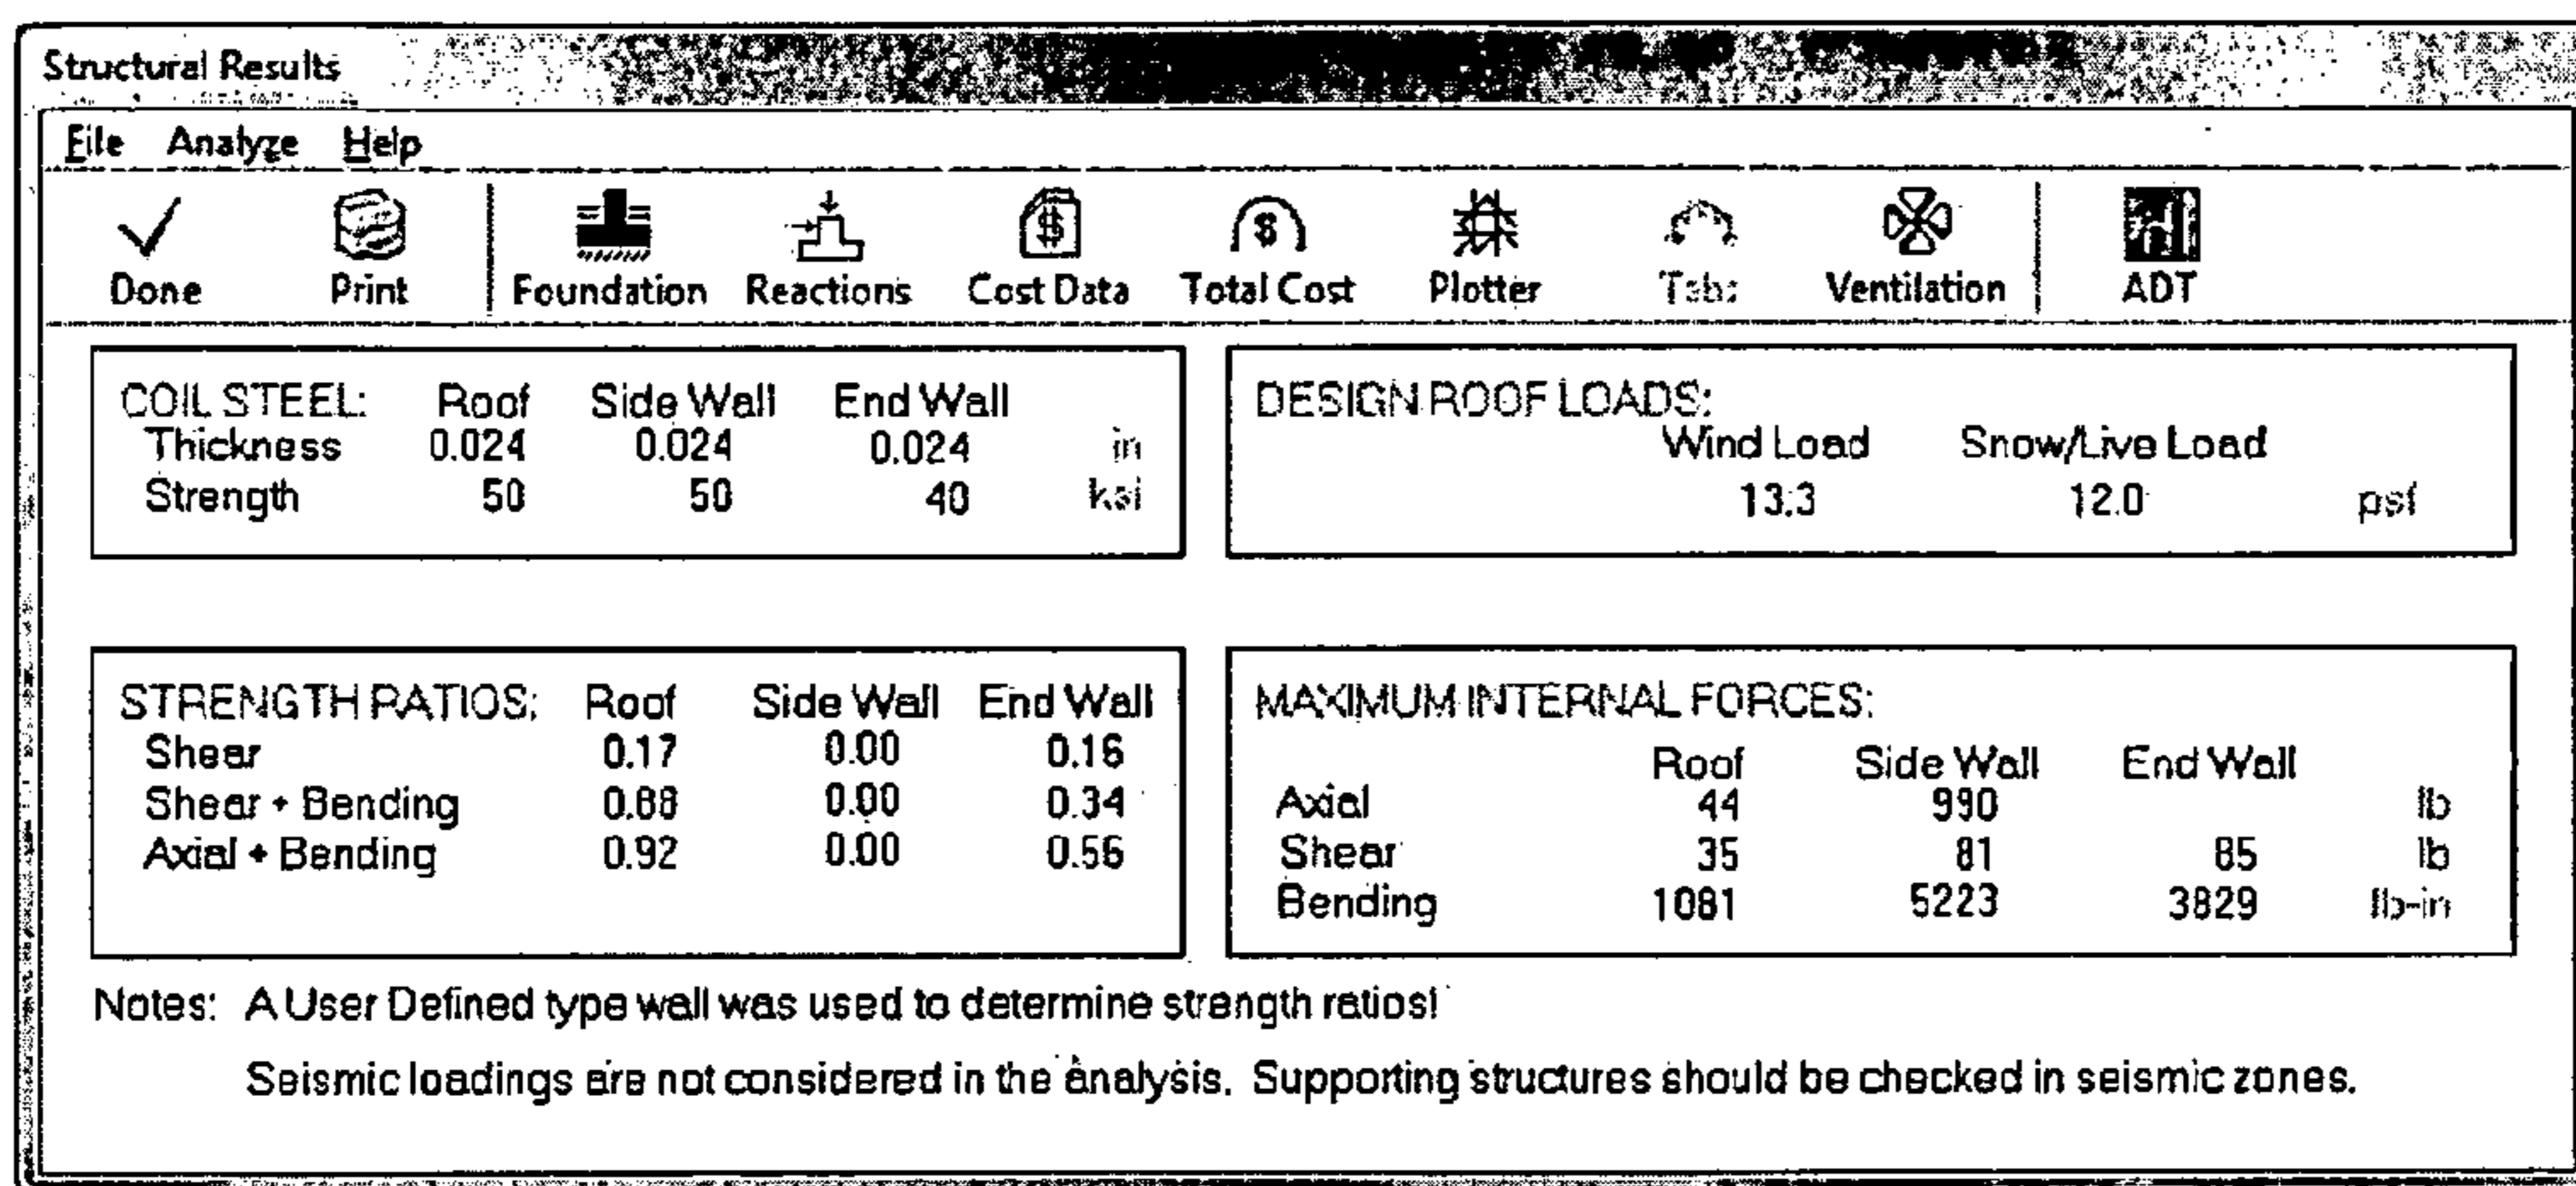 Structural Results
File Analyze Help
Done Print Foundation Reactions Cost Data Total Cost Plotter Tabs Ventilation ADT
COIL STEEL: Roof Side Wall End Wall
Thickness 0.024 0.024 0.024 in
Strength 50 50 40 ksi
DESIGN ROOF LOADS:
Wind Load Snow/Live Load
13.3 12.0 psf
STRENGTH RATIOS: Roof Side Wall End Wall
Shear 0.17 0.00 0.16
Shear + Bending 0.88 0.00 0.34
Axial + Bending 0.92 0.00 0.56
MAXIMUM INTERNAL FORCES:
Roof Side Wall End Wall
Axial 44 990 lb
Shear 35 81 85 lb
Bending 1081 5223 3829 lb-in
Notes: A User Defined type wall was used to determine strength ratios!
Seismic loadings are not considered in the analysis. Supporting structures should be checked in seismic zones.